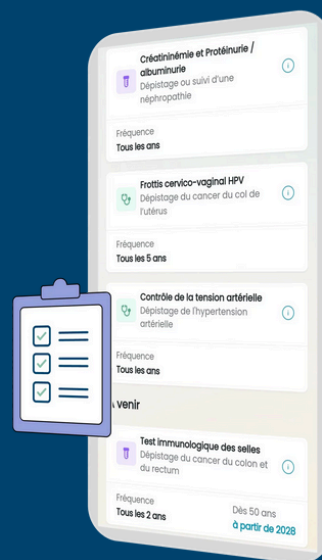 Créatininémie et Protéinurie /
albuminurie
Dépistage ou suivi d'une
néphropathie
Fréquence
Tous les ans
Frottis cervico-vaginal HPV
Dépistage du cancer du col de
l'utérus
Fréquence
Tous les 5 ans
Contrôle de la tension artérielle
Dépistage de l'hypertension
artérielle
Fréquence
Tous les ans
venir
Test immunologique des selles
Dépistage du cancer du colon et
du rectum
Fréquence
Tous les 2 ans
Dès 50 ans
à partir de 2028